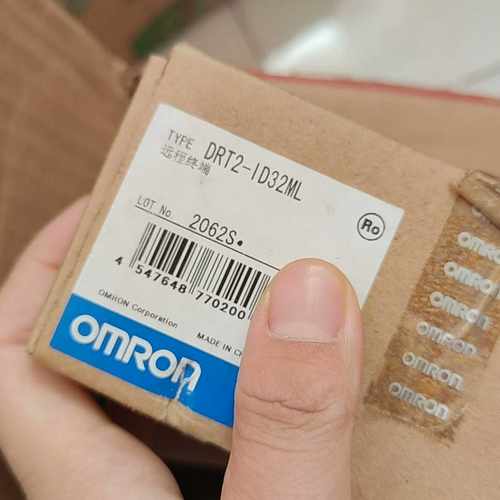 TYPE DRT2-ID32ML
远程终端
LOT No. 2062S.
Ro
4 547648 770200
OMRON Corporation
MADE IN CH
OMRON
OMRON
OMRON
OMRON
OMRON
OMRON
OMRON